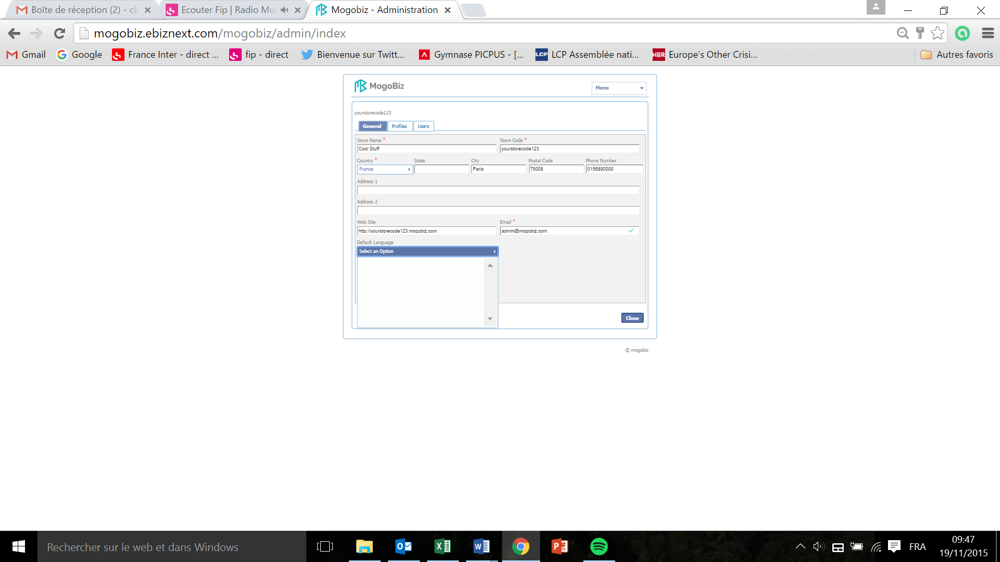 Boîte de réception (2) - cla
Ecouter Fip | Radio Mu
Mogobiz - Administration
mogobiz.ebiznext.com/mogobiz/admin/index
Gmail
Google
France Inter - direct ...
fip - direct
Bienvenue sur Twitt...
Gymnase PICPUS - [...
LCP
LCP Assemblée nati...
HBR
Europe's Other Crisi...
Autres favoris
MogoBiz
Menu
yourstorecode123
General
Profiles
Users
Store Name *
Store Code *
Cool Stuff
yourstorecode123
Country *
State
City
Postal Code
Phone Number
France
Paris
75008
0156890000
Address 1
Address 2
Web Site
Email *
http://yourstorecode123.mogobiz.com
admin@mogobiz.com
Default Language
Select an Option
Close
© mogobiz
Rechercher sur le web et dans Windows
FRA
09:47
19/11/2015